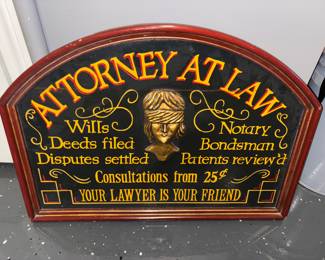 ATTORNEY AT LAW
Wills
Notary
Deeds filed
Bondsman
Disputes settled
Patents review'd
Consultations from 25¢
YOUR LAWYER IS YOUR FRIEND